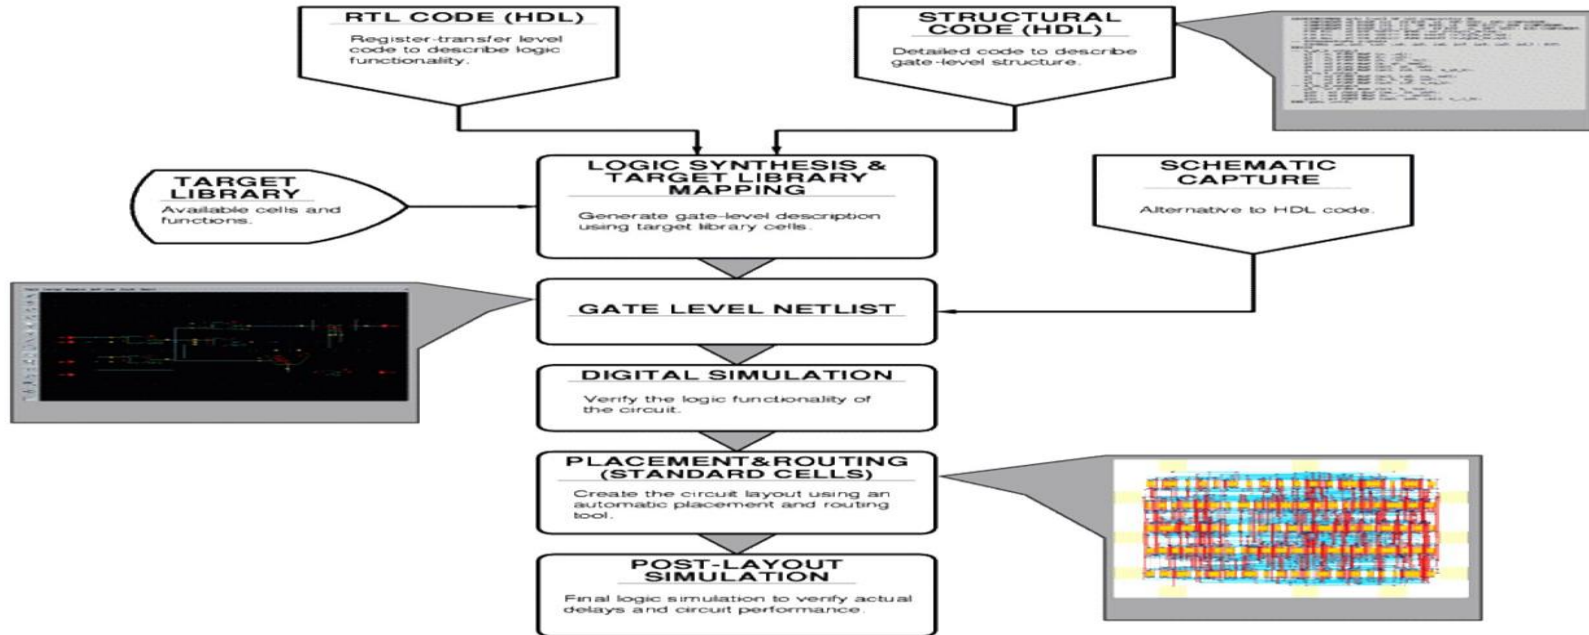 RTL CODE (HDL)
Register-transfer level
code to describe logic
functionality.
STRUCTURAL
CODE (HDL)
Detailed code to describe
gate-level structure.
TARGET
LIBRARY
Available cells and
functions.
LOGIC SYNTHESIS &
TARGET LIBRARY
MAPPING
Generate gate-level description
using target library cells.
SCHEMATIC
CAPTURE
Alternative to HDL code.
GATE LEVEL NETLIST
DIGITAL SIMULATION
Verify the logic functionality of
the circuit.
PLACEMENT&ROUTING
(STANDARD CELLS)
Create the circuit layout using an
automatic placement and routing
tool.
POST-LAYOUT
SIMULATION
Final logic simulation to verify actual
delays and circuit performance.